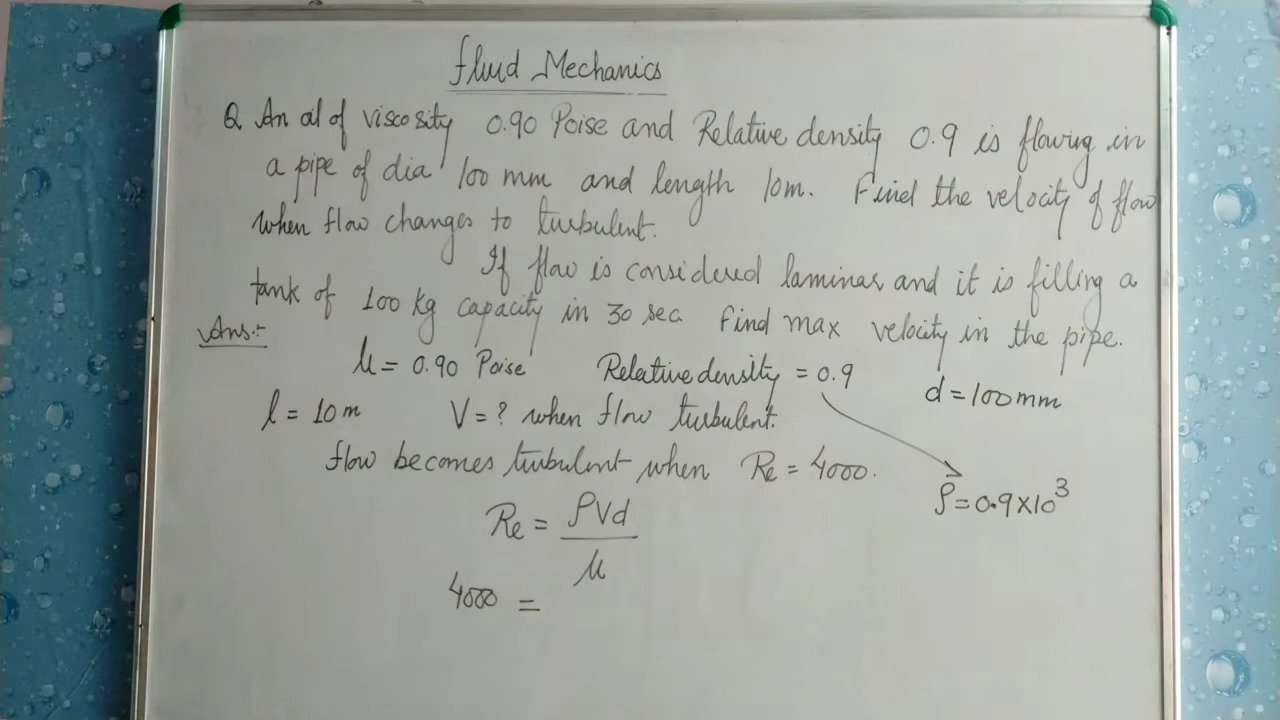 Fluid Mechanics
Q An oil of viscosity 0.90 Poise and Relative density 0.9 is flowing in
a pipe of dia 100 mm and length 10m. Find the velocity of flow
when flow changes to turbulent.
If flow is considered laminar and it is filling a
tank of 100 kg capacity in 30 sec. Find max velocity in the pipe.
Ans:-
μ = 0.90 Poise Relative density = 0.9 d = 100mm
l = 10m V = ? when flow turbulent.
flow becomes turbulent when Re = 4000.
ρ = 0.9×10³
Re = ρVd / μ
4000 =